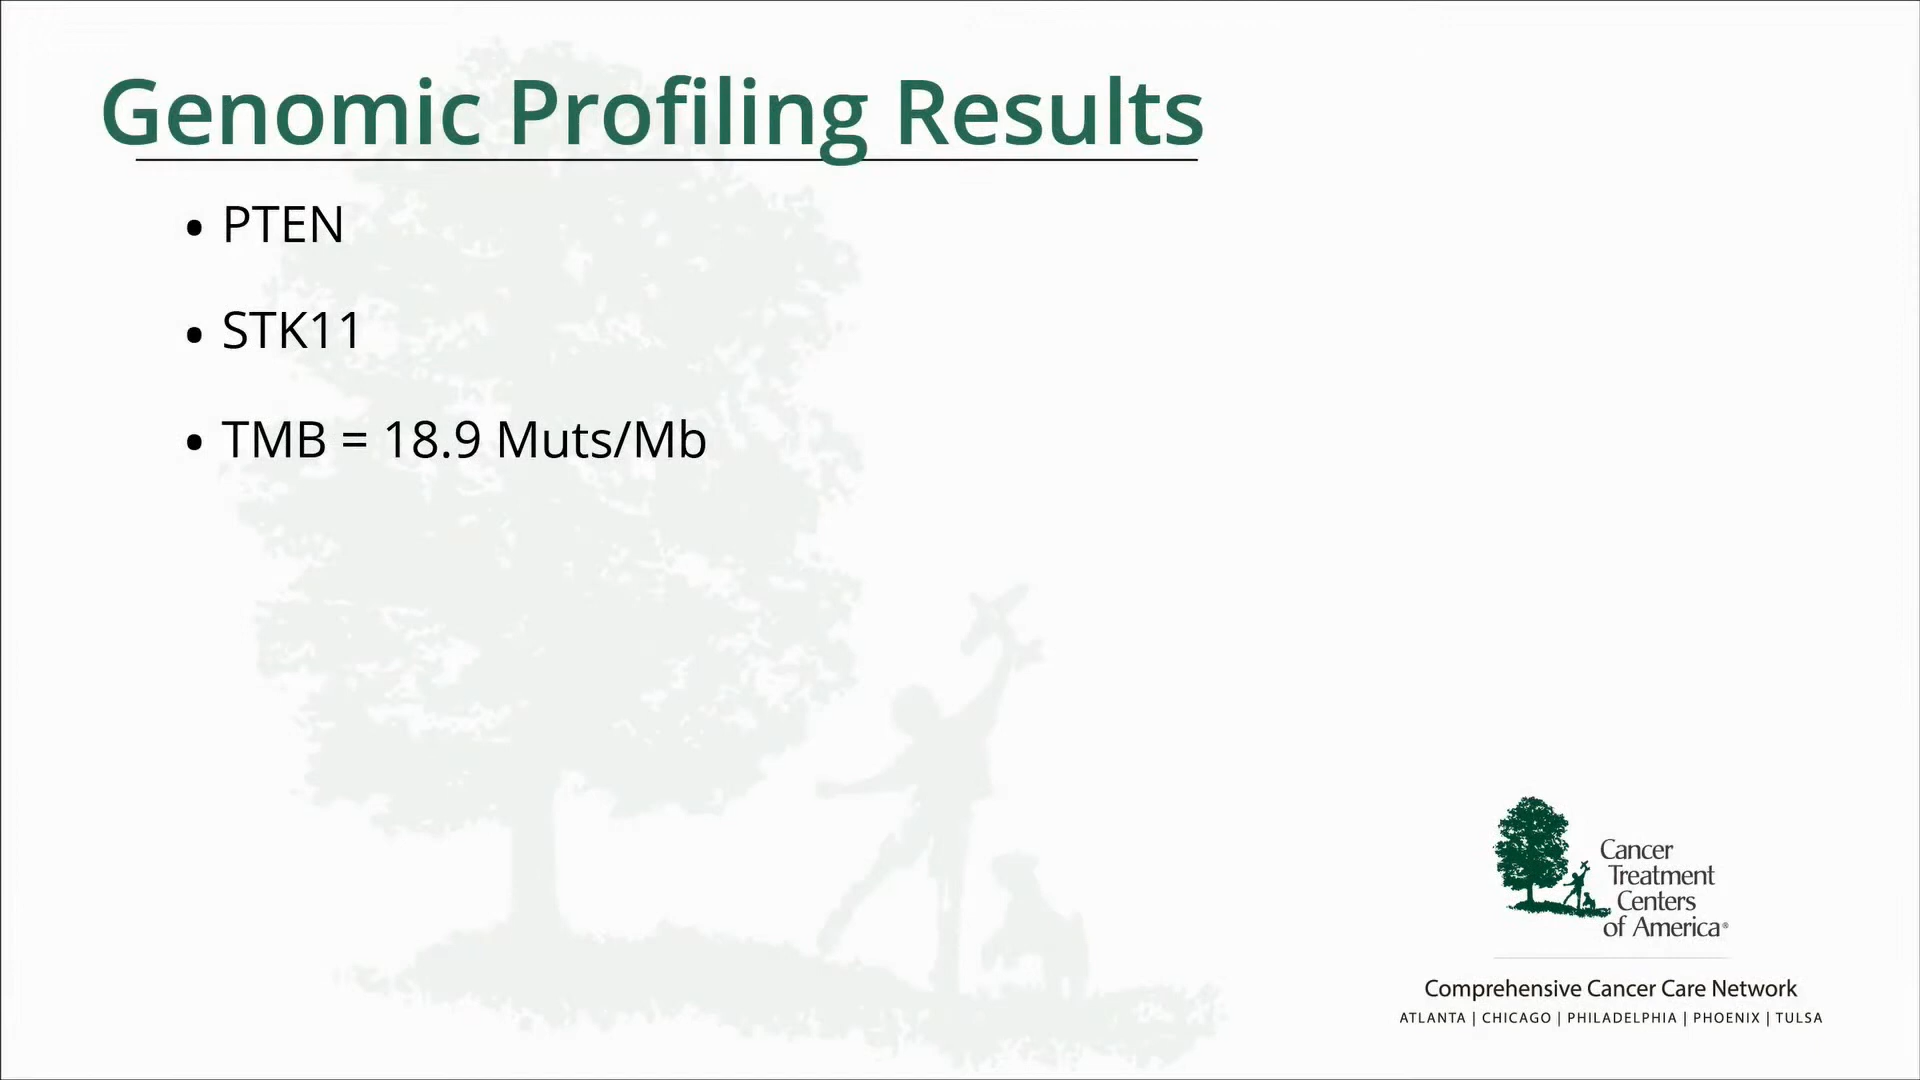 Genomic Profiling Results
• PTEN
• STK11
• TMB = 18.9 Muts/Mb
Cancer
Treatment
Centers
of America®
Comprehensive Cancer Care Network
ATLANTA | CHICAGO | PHILADELPHIA | PHOENIX | TULSA